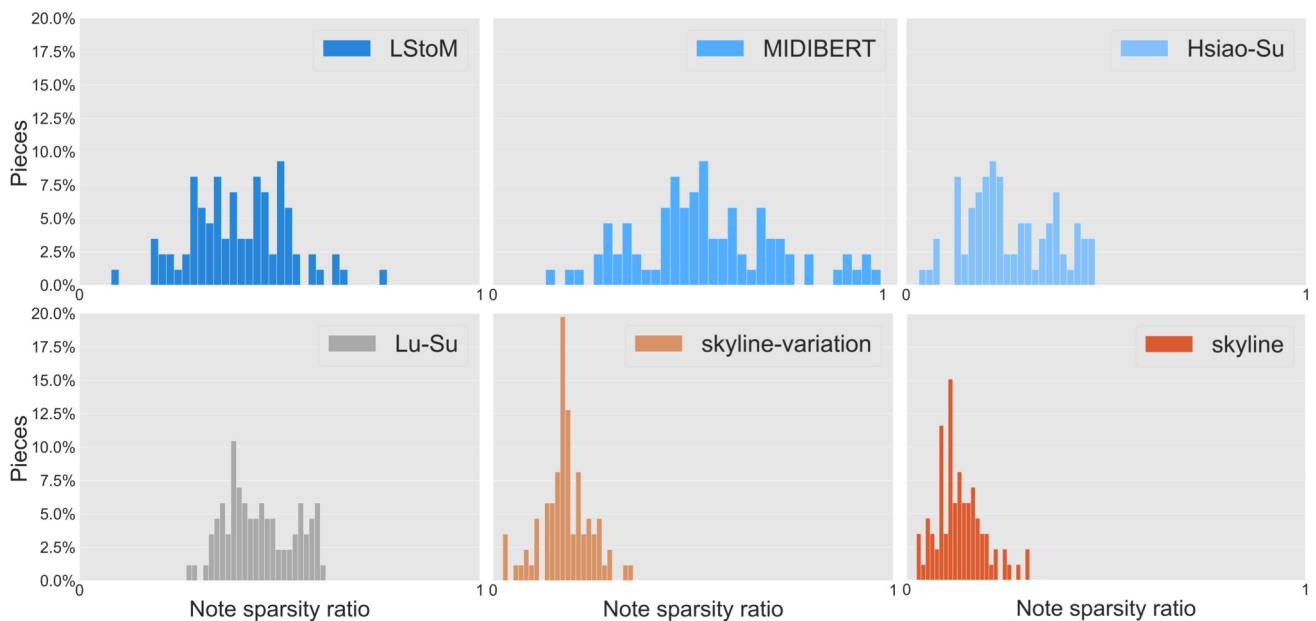 20.0%
17.5%
15.0%
12.5%
10.0%
7.5%
5.0%
2.5%
0.0%
Pieces
LStoM
MIDIBERT
Hsiao-Su
0
1
0
1
0
1
20.0%
17.5%
15.0%
12.5%
10.0%
7.5%
5.0%
2.5%
0.0%
Pieces
Lu-Su
skyline-variation
skyline
0
1
0
1
0
1
Note sparsity ratio
Note sparsity ratio
Note sparsity ratio